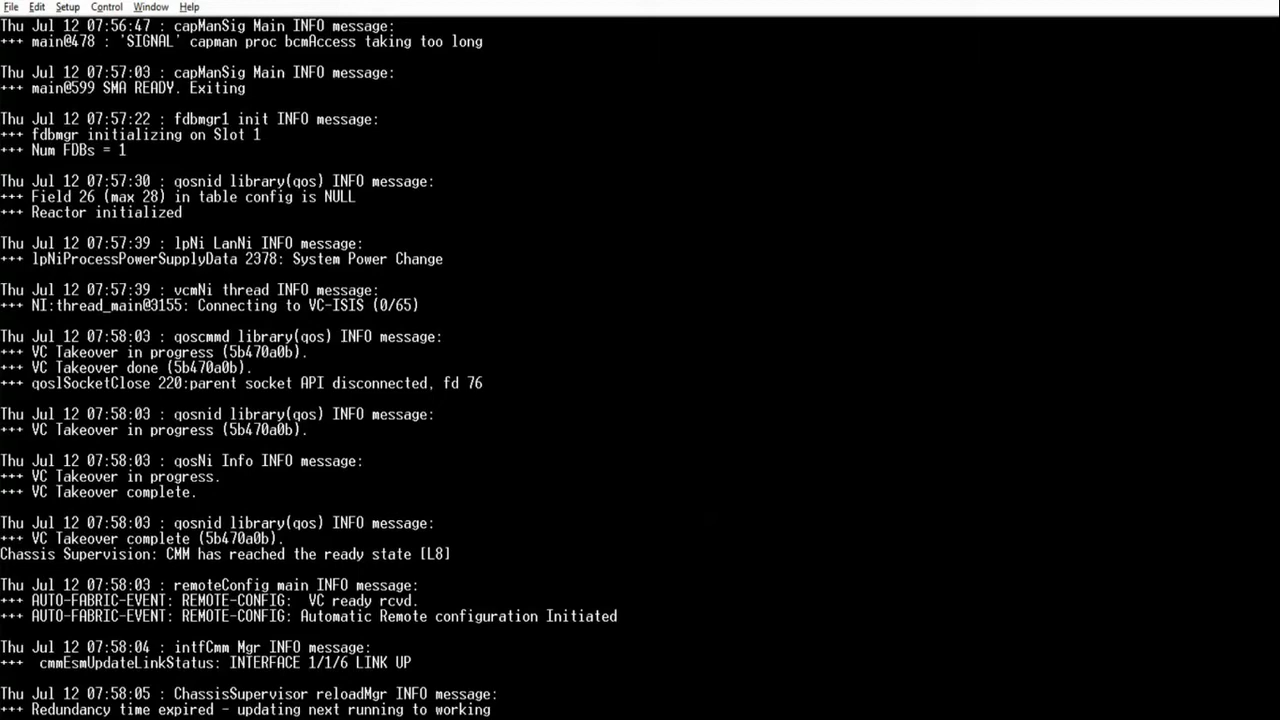 File Edit Setup Control Window Help
Thu Jul 12 07:56:47 : capManSig Main INFO message:
+++ main@478 : 'SIGNAL' capman proc bcmAccess taking too long
Thu Jul 12 07:57:03 : capManSig Main INFO message:
+++ main@599 SMA READY. Exiting
Thu Jul 12 07:57:22 : fdbmgr1 init INFO message:
+++ fdbmgr initializing on Slot 1
+++ Num FDBs = 1
Thu Jul 12 07:57:30 : qosnid library(qos) INFO message:
+++ Field 26 (max 28) in table config is NULL
+++ Reactor initialized
Thu Jul 12 07:57:39 : lpNi LanNi INFO message:
+++ lpNiProcessPowerSupplyData 2378: System Power Change
Thu Jul 12 07:57:39 : vcmNi thread INFO message:
+++ NI:thread_main@3155: Connecting to VC-ISIS (0/65)
Thu Jul 12 07:58:03 : qoscmmd library(qos) INFO message:
+++ VC Takeover in progress (5b470a0b).
+++ VC Takeover done (5b470a0b).
+++ qoslSocketClose 220:parent socket API disconnected, fd 76
Thu Jul 12 07:58:03 : qosnid library(qos) INFO message:
+++ VC Takeover in progress (5b470a0b).
Thu Jul 12 07:58:03 : qosNi Info INFO message:
+++ VC Takeover in progress.
+++ VC Takeover complete.
Thu Jul 12 07:58:03 : qosnid library(qos) INFO message:
+++ VC Takeover complete (5b470a0b).
Chassis Supervision: CMM has reached the ready state [L8]
Thu Jul 12 07:58:03 : remoteConfig main INFO message:
+++ AUTO-FABRIC-EVENT: REMOTE-CONFIG:  VC ready rcvd.
+++ AUTO-FABRIC-EVENT: REMOTE-CONFIG: Automatic Remote configuration Initiated
Thu Jul 12 07:58:04 : intfCmm Mgr INFO message:
+++  cmmEsmUpdateLinkStatus: INTERFACE 1/1/6 LINK UP
Thu Jul 12 07:58:05 : ChassisSupervisor reloadMgr INFO message:
+++ Redundancy time expired - updating next running to working